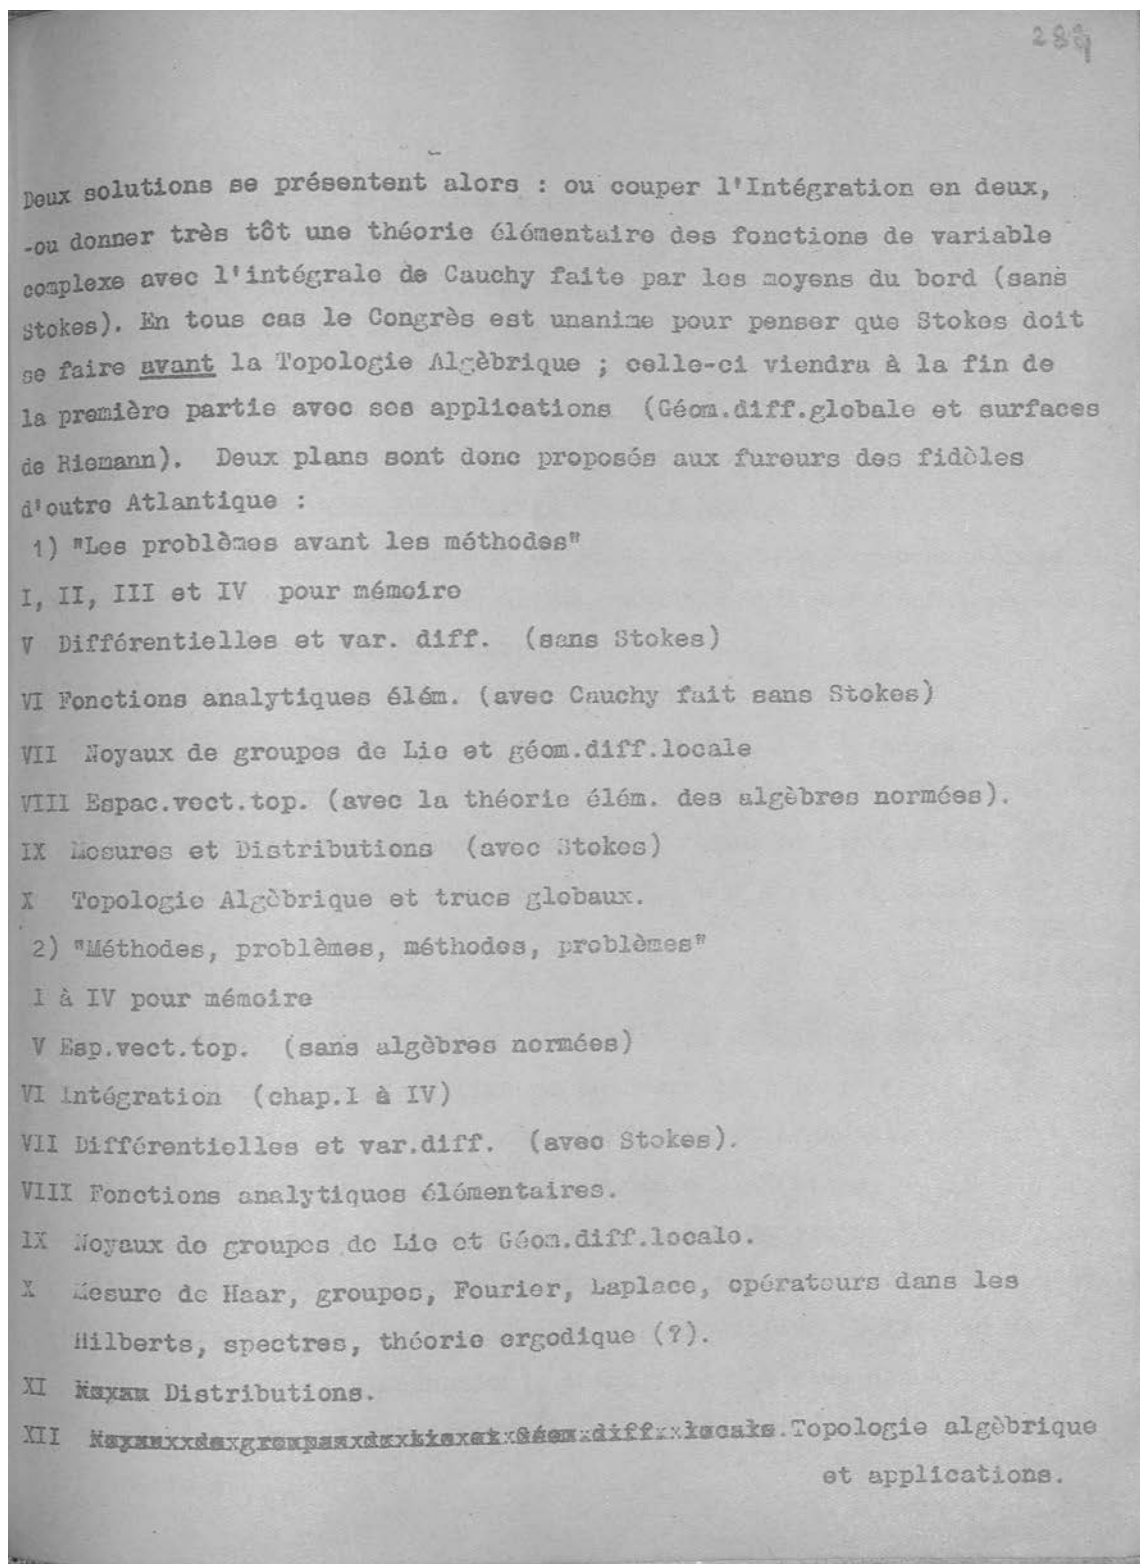 Deux solutions se présentent alors : ou couper l'Intégration en deux,
-ou donner très tôt une théorie élémentaire des fonctions de variable
complexe avec l'intégrale de Cauchy faite par les moyens du bord (sans
Stokes). En tous cas le Congrès est unanime pour penser que Stokes doit
se faire avant la Topologie Algèbrique ; celle-ci viendra à la fin de
la première partie avec ses applications (Géom.diff.globale et surfaces
de Riemann). Deux plans sont donc proposés aux fureurs des fidèles
d'outre Atlantique :
1) "Les problèmes avant les méthodes"
I, II, III et IV pour mémoire
V Différentielles et var. diff. (sans Stokes)
VI Fonctions analytiques élém. (avec Cauchy fait sans Stokes)
VII Noyaux de groupes de Lie et géom.diff.locale
VIII Espac.vect.top. (avec la théorie élém. des algèbres normées).
IX Mesures et Distributions (avec Stokes)
X Topologie Algèbrique et trucs globaux.
2) "Méthodes, problèmes, méthodes, problèmes"
I à IV pour mémoire
V Esp.vect.top. (sans algèbres normées)
VI Intégration (chap.I à IV)
VII Différentielles et var.diff. (avec Stokes).
VIII Fonctions analytiques élémentaires.
IX Noyaux de groupes de Lie et Géom.diff.locale.
X Mesure de Haar, groupes, Fourier, Laplace, opérateurs dans les
Hilberts, spectres, théorie ergodique (?).
XI Noyau Distributions.
XII Noyaux de groupes de Lie et Géom.diff. locale.Topologie algèbrique
et applications.